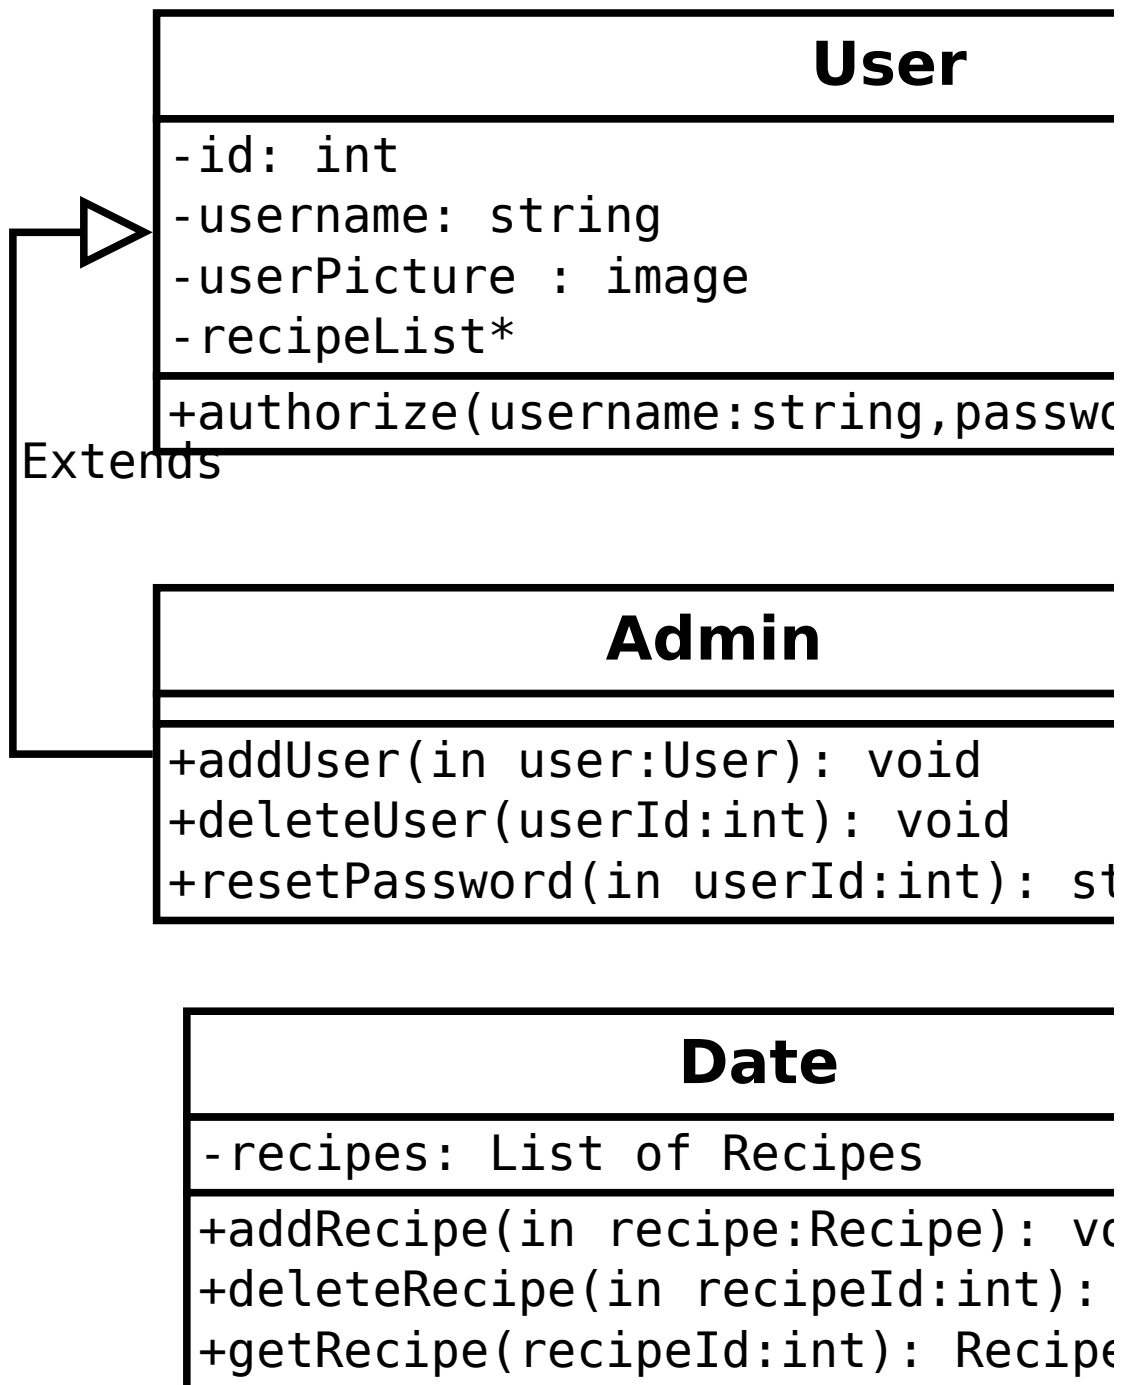 User
-id: int
-username: string
-userPicture : image
-recipeList*
+authorize(username:string,passwo
Extends
Admin
+addUser(in user:User): void
+deleteUser(userId:int): void
+resetPassword(in userId:int): st
Date
-recipes: List of Recipes
+addRecipe(in recipe:Recipe): vo
+deleteRecipe(in recipeId:int):
+getRecipe(recipeId:int): Recipe